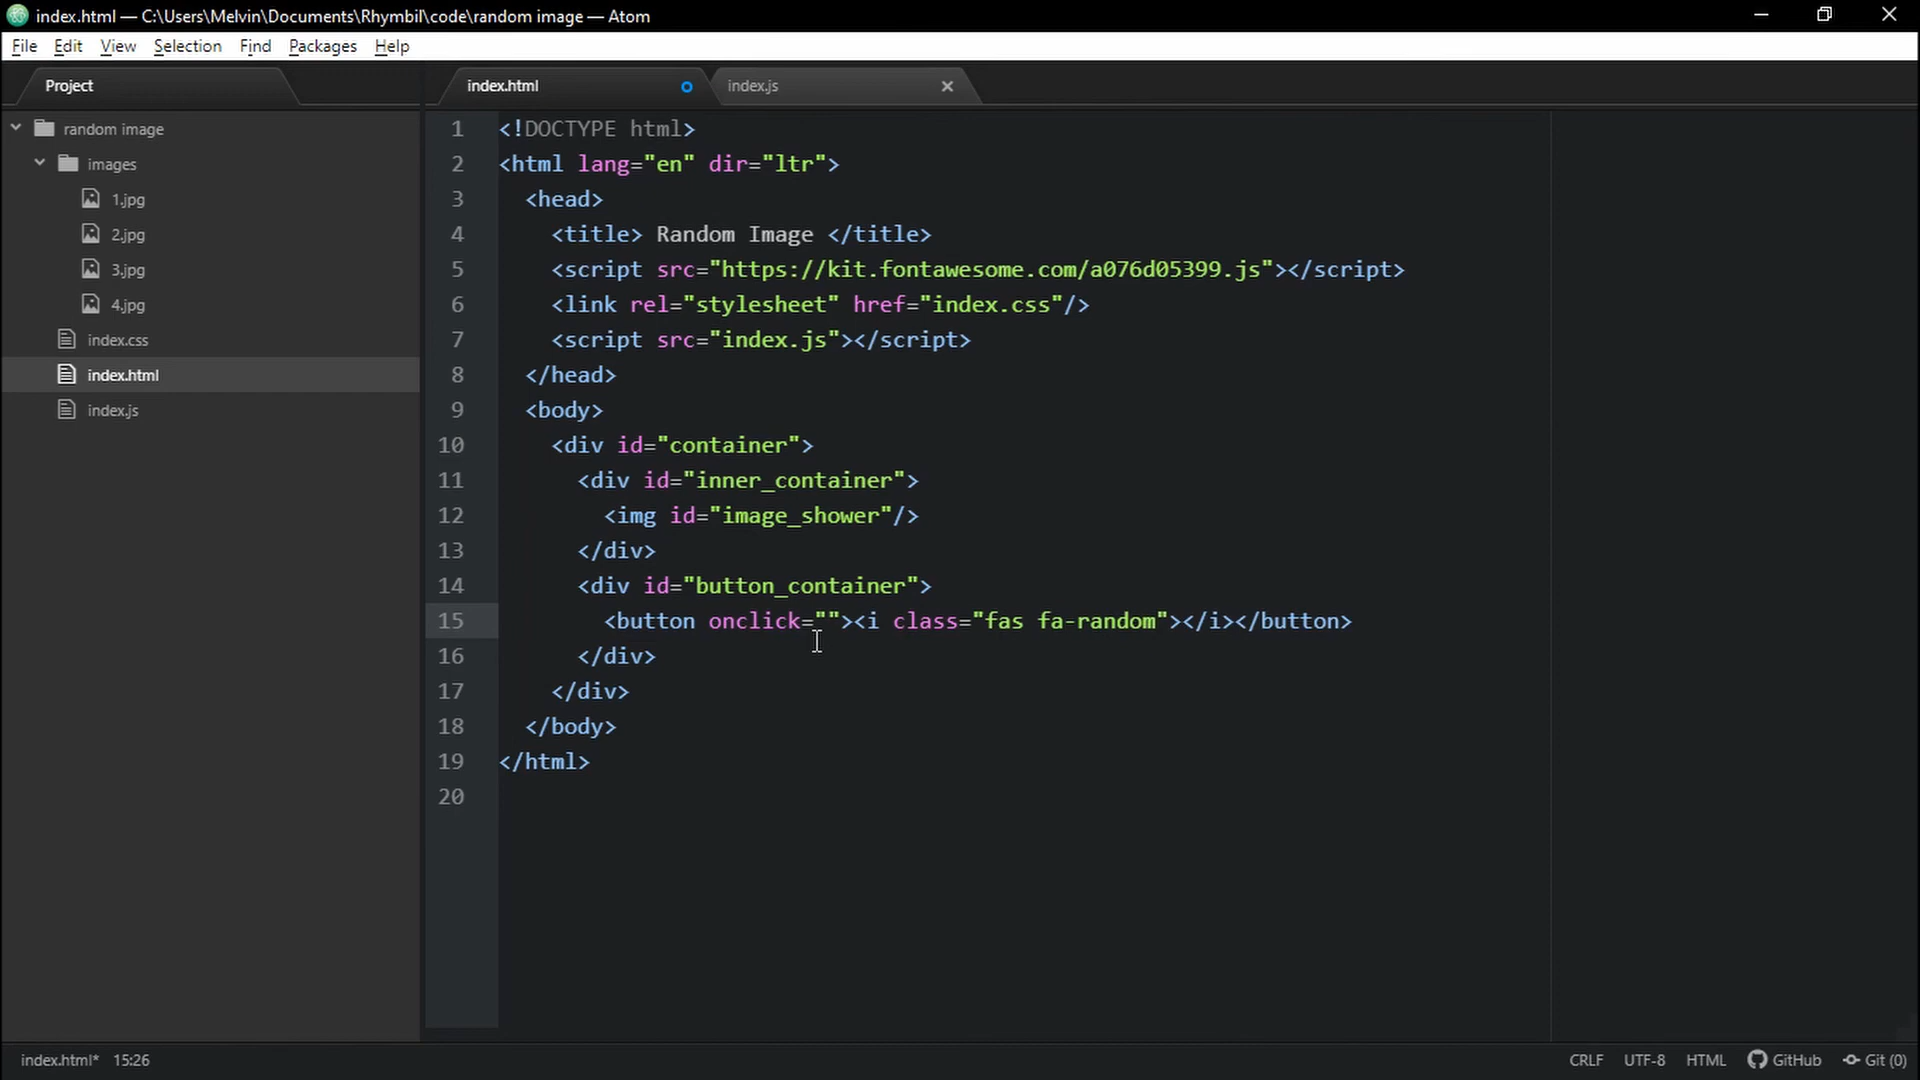 index.html — C:\Users\Melvin\Documents\Rhymbil\code\random image — Atom
File Edit View Selection Find Packages Help
Project
random image
images
1.jpg
2.jpg
3.jpg
4.jpg
index.css
index.html
index.js
index.html index.js
1 <!DOCTYPE html>
2 <html lang="en" dir="ltr">
3 <head>
4 <title> Random Image </title>
5 <script src="https://kit.fontawesome.com/a076d05399.js"></script>
6 <link rel="stylesheet" href="index.css"/>
7 <script src="index.js"></script>
8 </head>
9 <body>
10 <div id="container">
11 <div id="inner_container">
12 <img id="image_shower"/>
13 </div>
14 <div id="button_container">
15 <button onclick=""><i class="fas fa-random"></i></button>
16 </div>
17 </div>
18 </body>
19 </html>
20
index.html* 15:26 CRLF UTF-8 HTML GitHub Git (0)